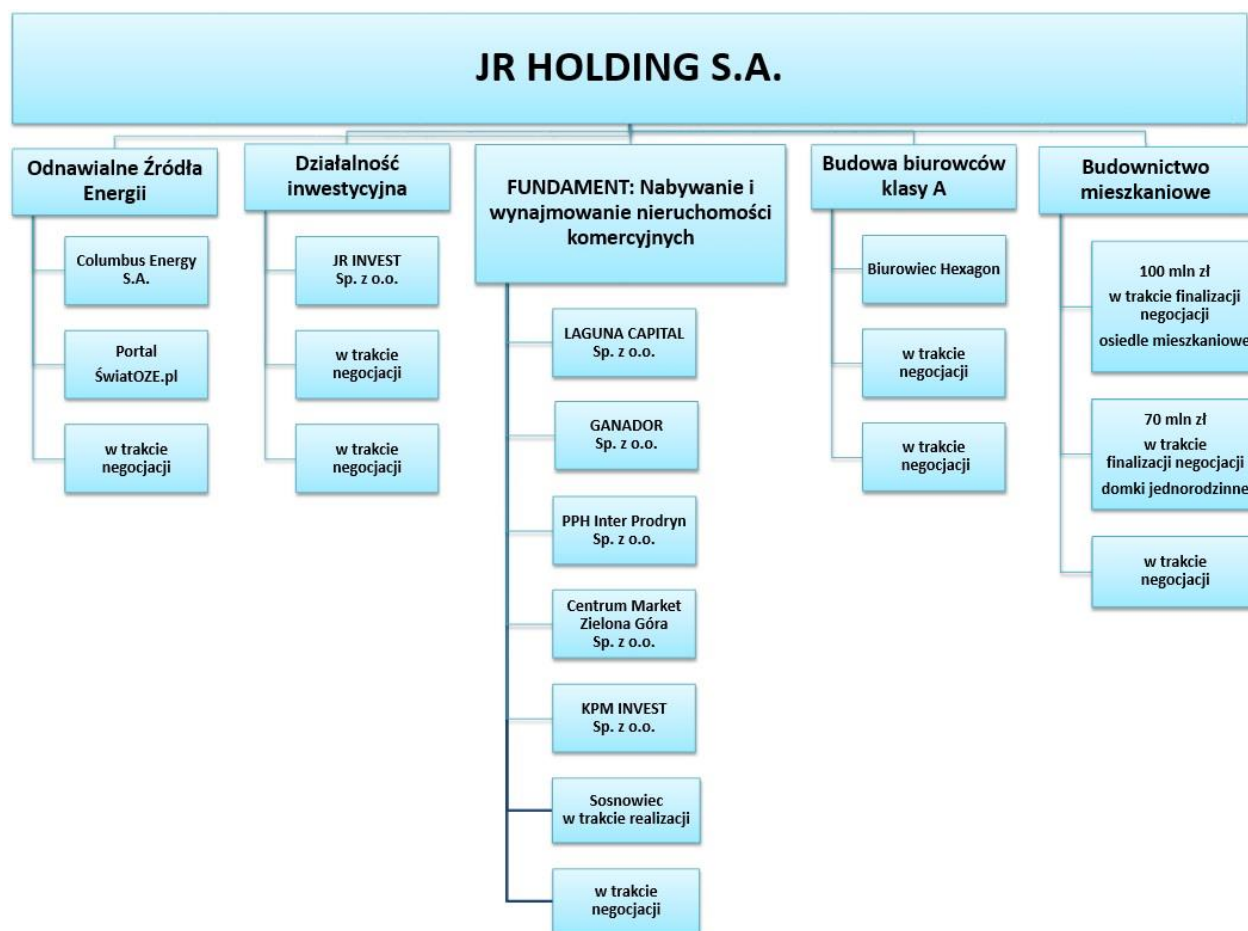 JR HOLDING S.A.
Odnawialne Źródła
Energii
Columbus Energy
S.A.
Portal
ŚwiatOZE.pl
w trakcie
negocjacji
Działalność
inwestycyjna
JR INVEST
Sp. z o.o.
w trakcie
negocjacji
w trakcie
negocjacji
FUNDAMENT: Nabywanie i
wynajmowanie nieruchomości
komercyjnych
LAGUNA CAPITAL
Sp. z o.o.
GANADOR
Sp. z o.o.
PPH Inter Prodryn
Sp. z o.o.
Centrum Market
Zielona Góra
Sp. z o.o.
KPM INVEST
Sp. z o.o.
Sosnowiec
w trakcie realizacji
w trakcie
negocjacji
Budowa biurowców
klasy A
Biurowiec Hexagon
w trakcie
negocjacji
w trakcie
negocjacji
Budownictwo
mieszkaniowe
100 mln zł
w trakcie finalizacji
negocjacji
osiedle mieszkaniowe
70 mln zł
w trakcie
finalizacji negocjacji
domki jednorodzinne
w trakcie
negocjacji